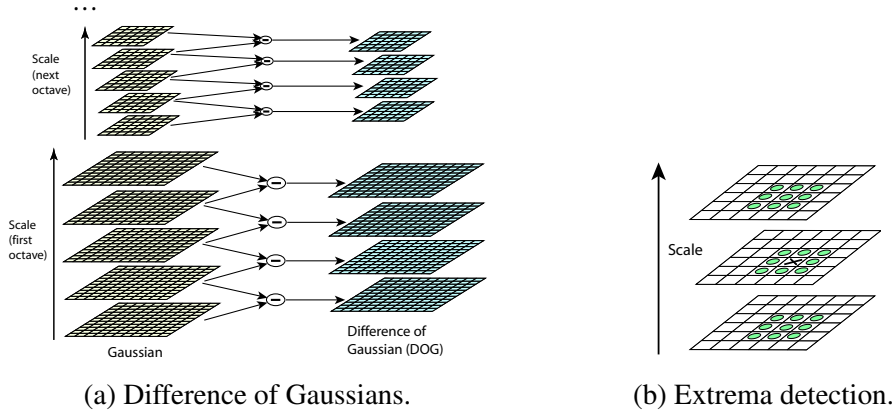 ...
Scale
(next
octave)
Scale
(first
octave)
Gaussian
Difference of
Gaussian (DOG)
(a) Difference of Gaussians.
Scale
(b) Extrema detection.